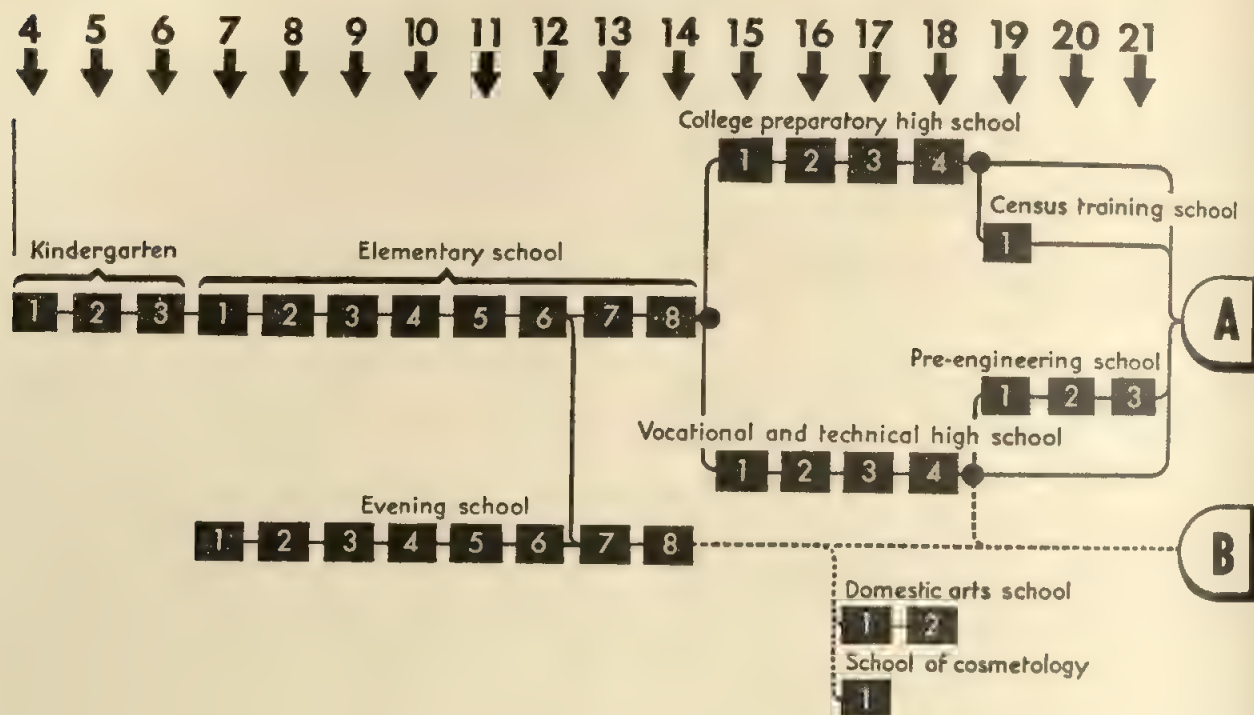 4 5 6 7 8 9 10 11 12 13 14 15 16 17 18 19 20 21
College preparatory high school
1 2 3 4
Census training school
1
Kindergarten Elementary school
1 2 3 1 2 3 4 5 6 7 8
A
Pre-engineering school
1 2 3
Vocational and technical high school
1 2 3 4
Evening school
1 2 3 4 5 6 7 8
B
Domestic arts school
1 2
School of cosmetology
1